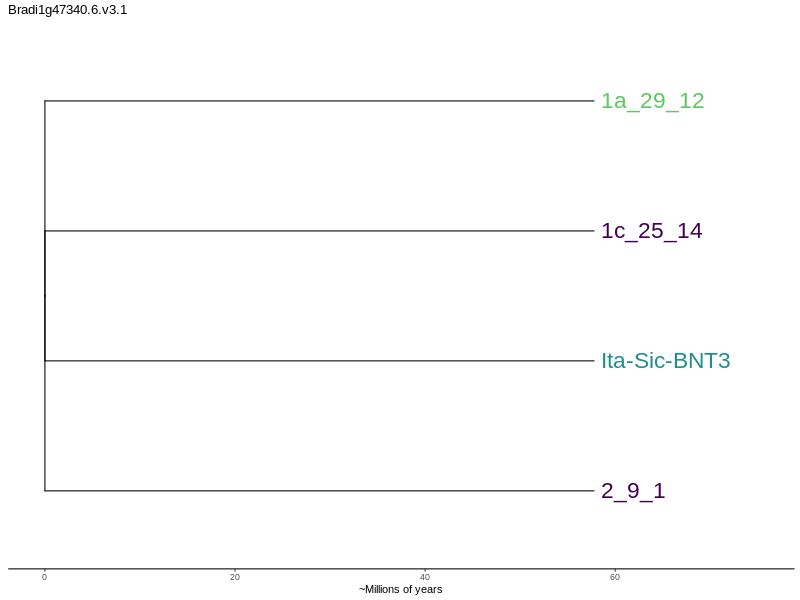 Bradi1g47340.6.v3.1
1a_29_12
1c_25_14
Ita-Sic-BNT3
2_9_1
0 20 40 60
~Millions of years